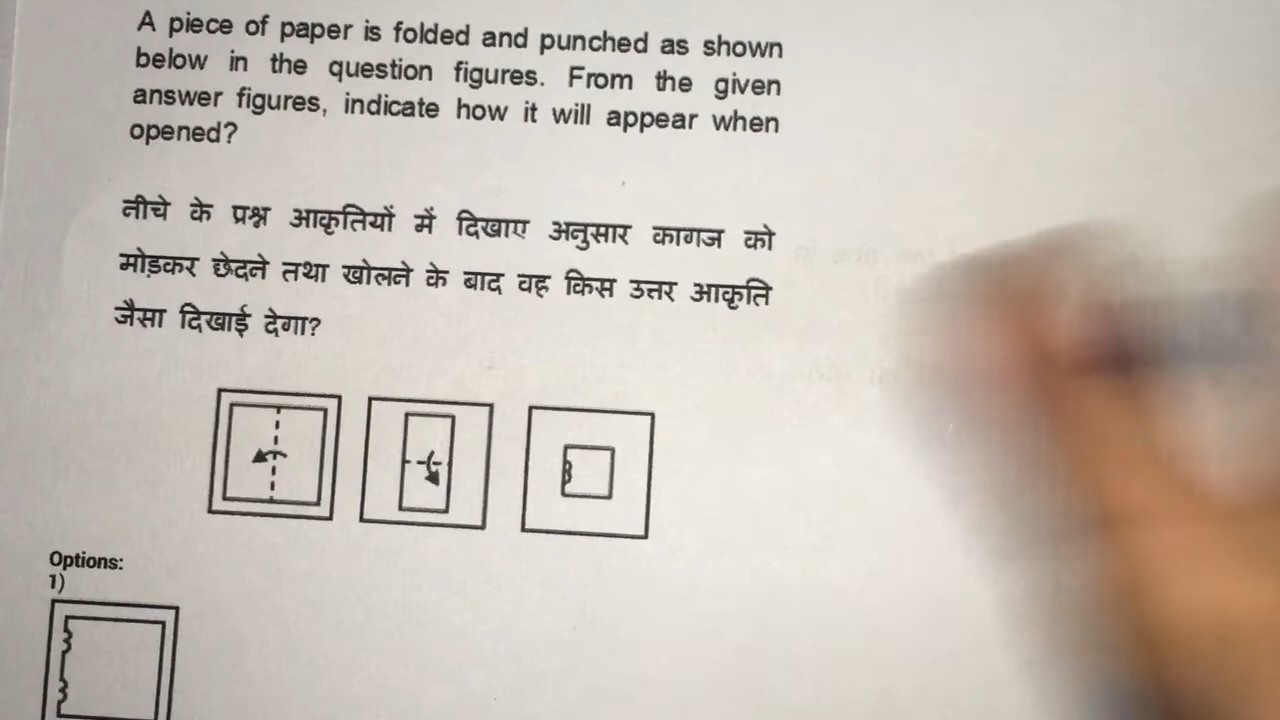 A piece of paper is folded and punched as shown
below in the question figures. From the given
answer figures, indicate how it will appear when
opened?
नीचे के प्रश्न आकृतियों में दिखाए अनुसार कागज को
मोड़कर छेदने तथा खोलने के बाद वह किस उत्तर आकृति
जैसा दिखाई देगा?
Options:
1)